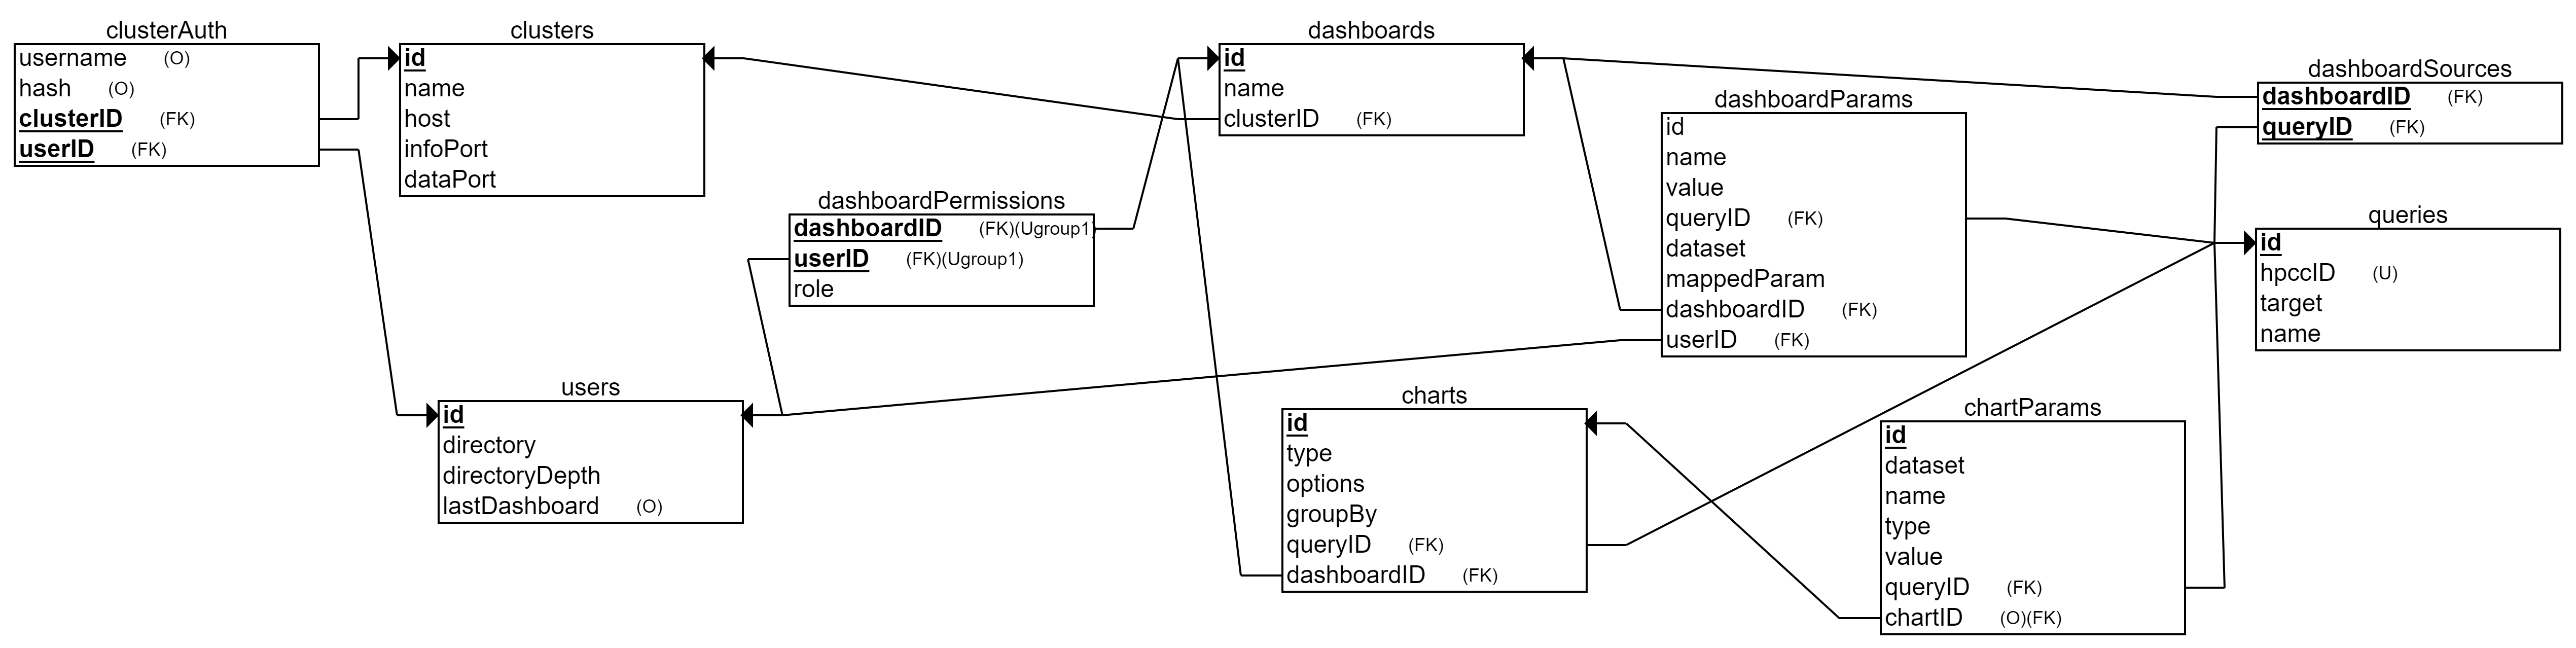 clusterAuth
username (O)
hash (O)
clusterID (FK)
userID (FK)
clusters
id
name
host
infoPort
dataPort
dashboards
id
name
clusterID (FK)
dashboardSources
dashboardID (FK)
queryID (FK)
dashboardParams
id
name
value
queryID (FK)
dataset
mappedParam
dashboardID (FK)
userID (FK)
dashboardPermissions
dashboardID (FK)(Ugroup1)
userID (FK)(Ugroup1)
role
queries
id
hpccID (U)
target
name
users
id
directory
directoryDepth
lastDashboard (O)
charts
id
type
options
groupBy
queryID (FK)
dashboardID (FK)
chartParams
id
dataset
name
type
value
queryID (FK)
chartID (O)(FK)